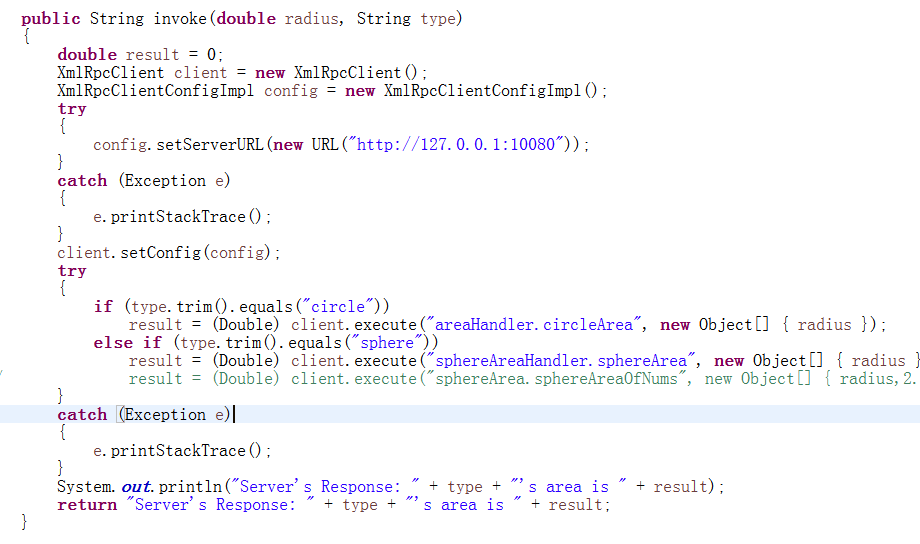 public String invoke(double radius, String type)
{
double result = 0;
XmlRpcClient client = new XmlRpcClient();
XmlRpcClientConfigImpl config = new XmlRpcClientConfigImpl();
try
{
config.setServerURL(new URL("http://127.0.0.1:10080"));
}
catch (Exception e)
{
e.printStackTrace();
}
client.setConfig(config);
try
{
if (type.trim().equals("circle"))
result = (Double) client.execute("areaHandler.circleArea", new Object[] { radius });
else if (type.trim().equals("sphere"))
result = (Double) client.execute("sphereAreaHandler.sphereArea", new Object[] { radius }
/ result = (Double) client.execute("sphereArea.sphereAreaOfNums", new Object[] { radius,2.
}
catch (Exception e)
{
e.printStackTrace();
}
System.out.println("Server's Response: " + type + "'s area is " + result);
return "Server's Response: " + type + "'s area is " + result;
}